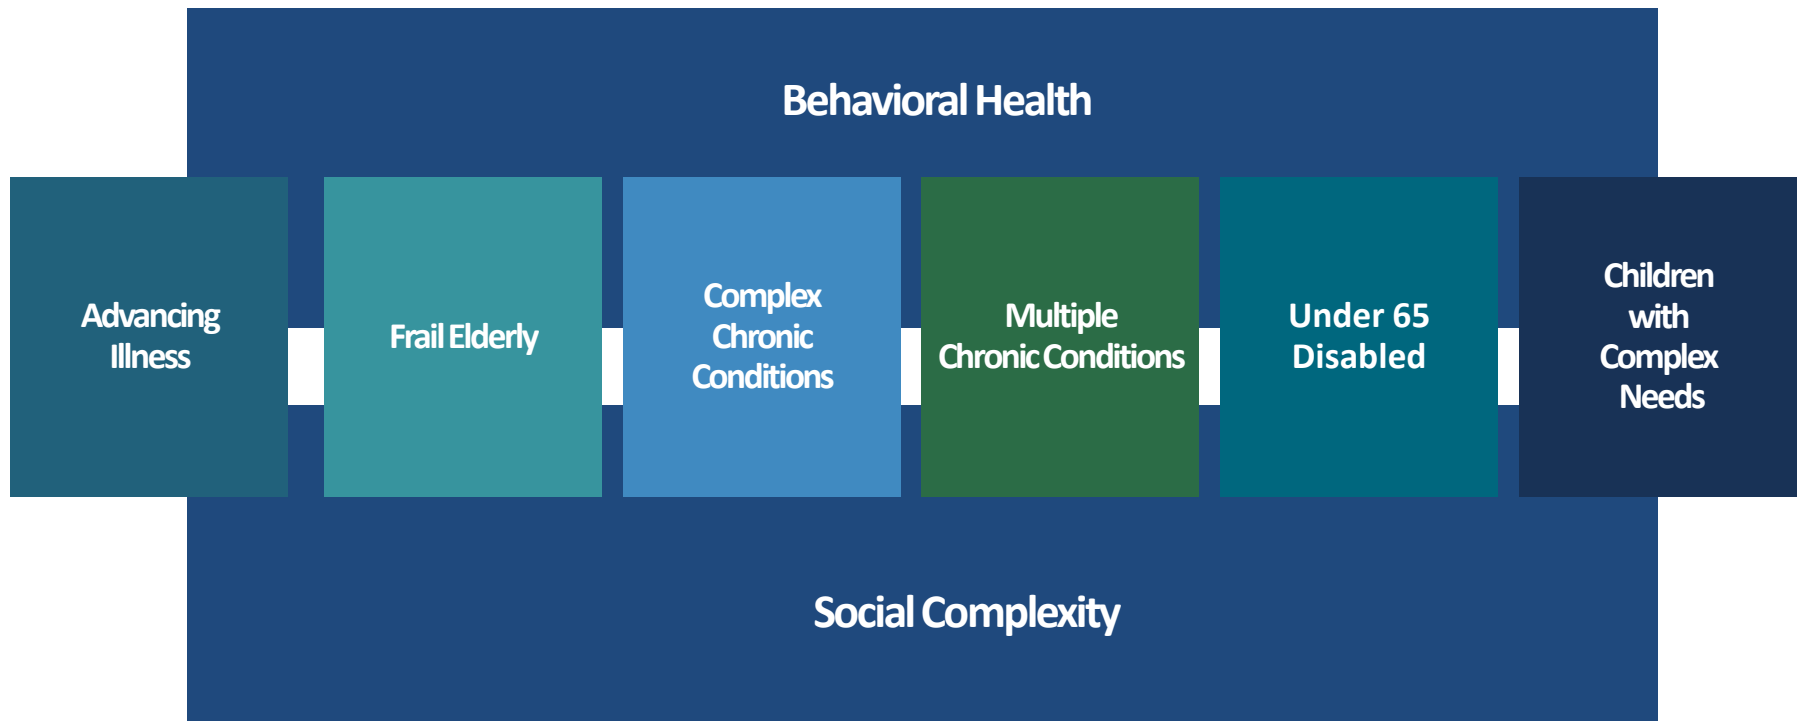 Behavioral Health
Advancing
Illness
Frail Elderly
Complex
Chronic
Conditions
Multiple
Chronic Conditions
Under 65
Disabled
Children
with
Complex
Needs
Social Complexity